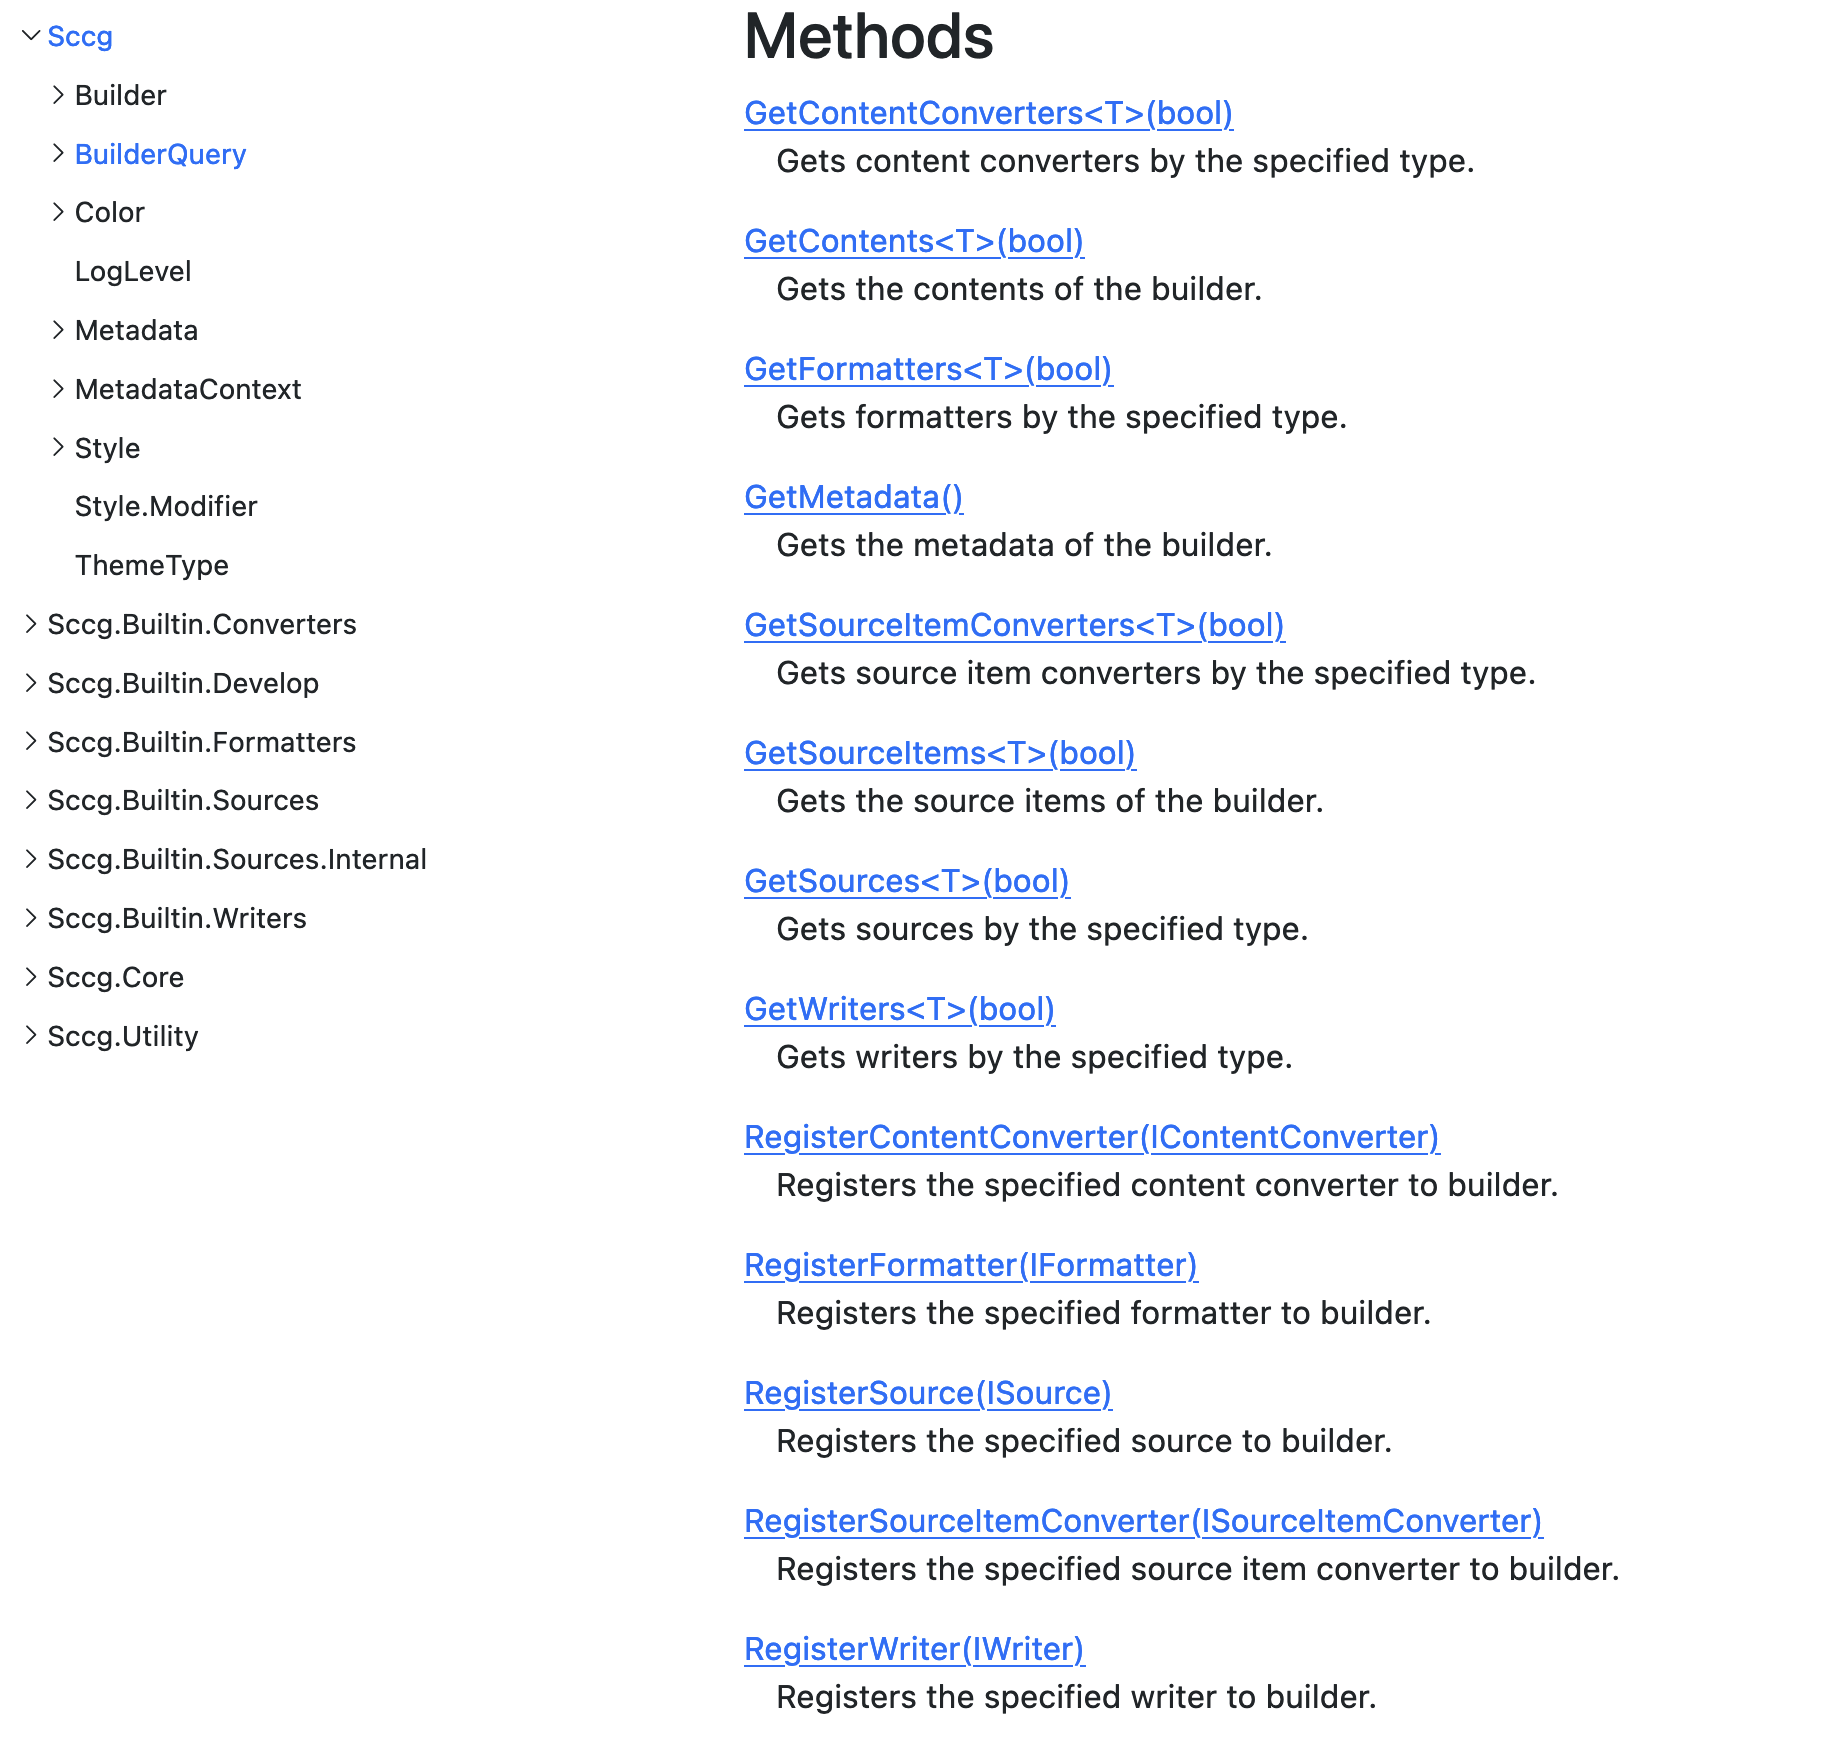 Sccg
Builder
BuilderQuery
Color
LogLevel
Metadata
MetadataContext
Style
Style.Modifier
ThemeType
Sccg.Builtin.Converters
Sccg.Builtin.Develop
Sccg.Builtin.Formatters
Sccg.Builtin.Sources
Sccg.Builtin.Sources.Internal
Sccg.Builtin.Writers
Sccg.Core
Sccg.Utility
Methods
GetContentConverters<T>(bool)
Gets content converters by the specified type.
GetContents<T>(bool)
Gets the contents of the builder.
GetFormatters<T>(bool)
Gets formatters by the specified type.
GetMetadata()
Gets the metadata of the builder.
GetSourceItemConverters<T>(bool)
Gets source item converters by the specified type.
GetSourceItems<T>(bool)
Gets the source items of the builder.
GetSources<T>(bool)
Gets sources by the specified type.
GetWriters<T>(bool)
Gets writers by the specified type.
RegisterContentConverter(IContentConverter)
Registers the specified content converter to builder.
RegisterFormatter(IFormatter)
Registers the specified formatter to builder.
RegisterSource(ISource)
Registers the specified source to builder.
RegisterSourceItemConverter(ISourceItemConverter)
Registers the specified source item converter to builder.
RegisterWriter(IWriter)
Registers the specified writer to builder.